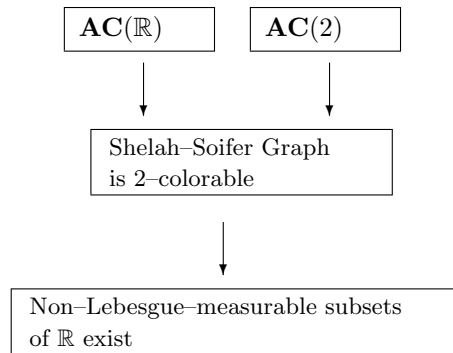 AC(ℝ)
AC(2)
Shelah–Soifer Graph
is 2–colorable
Non–Lebesgue–measurable subsets
of ℝ exist